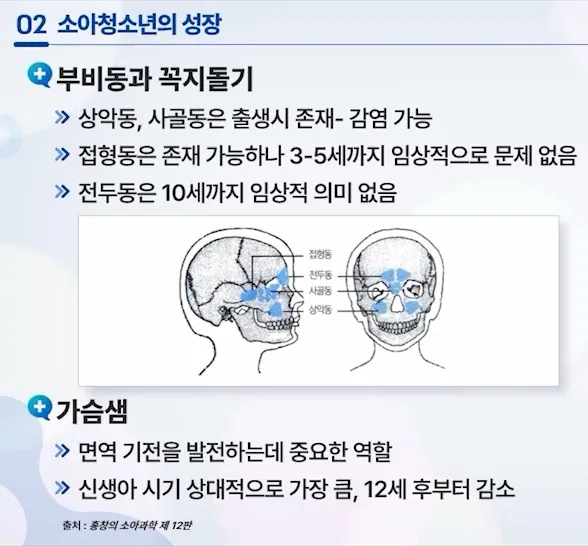 02 소아청소년의 성장
부비동과 꼭지돌기
상악동, 사골동은 출생시 존재- 감염 가능
접형동은 존재 가능하나 3-5세까지 임상적으로 문제 없음
전두동은 10세까지 임상적 의미 없음
접형동
전두동
사골동
상악동
가슴샘
면역 기전을 발전하는데 중요한 역할
신생아 시기 상대적으로 가장 큼, 12세 후부터 감소
출처 : 홍창의 소아과학 제 12판